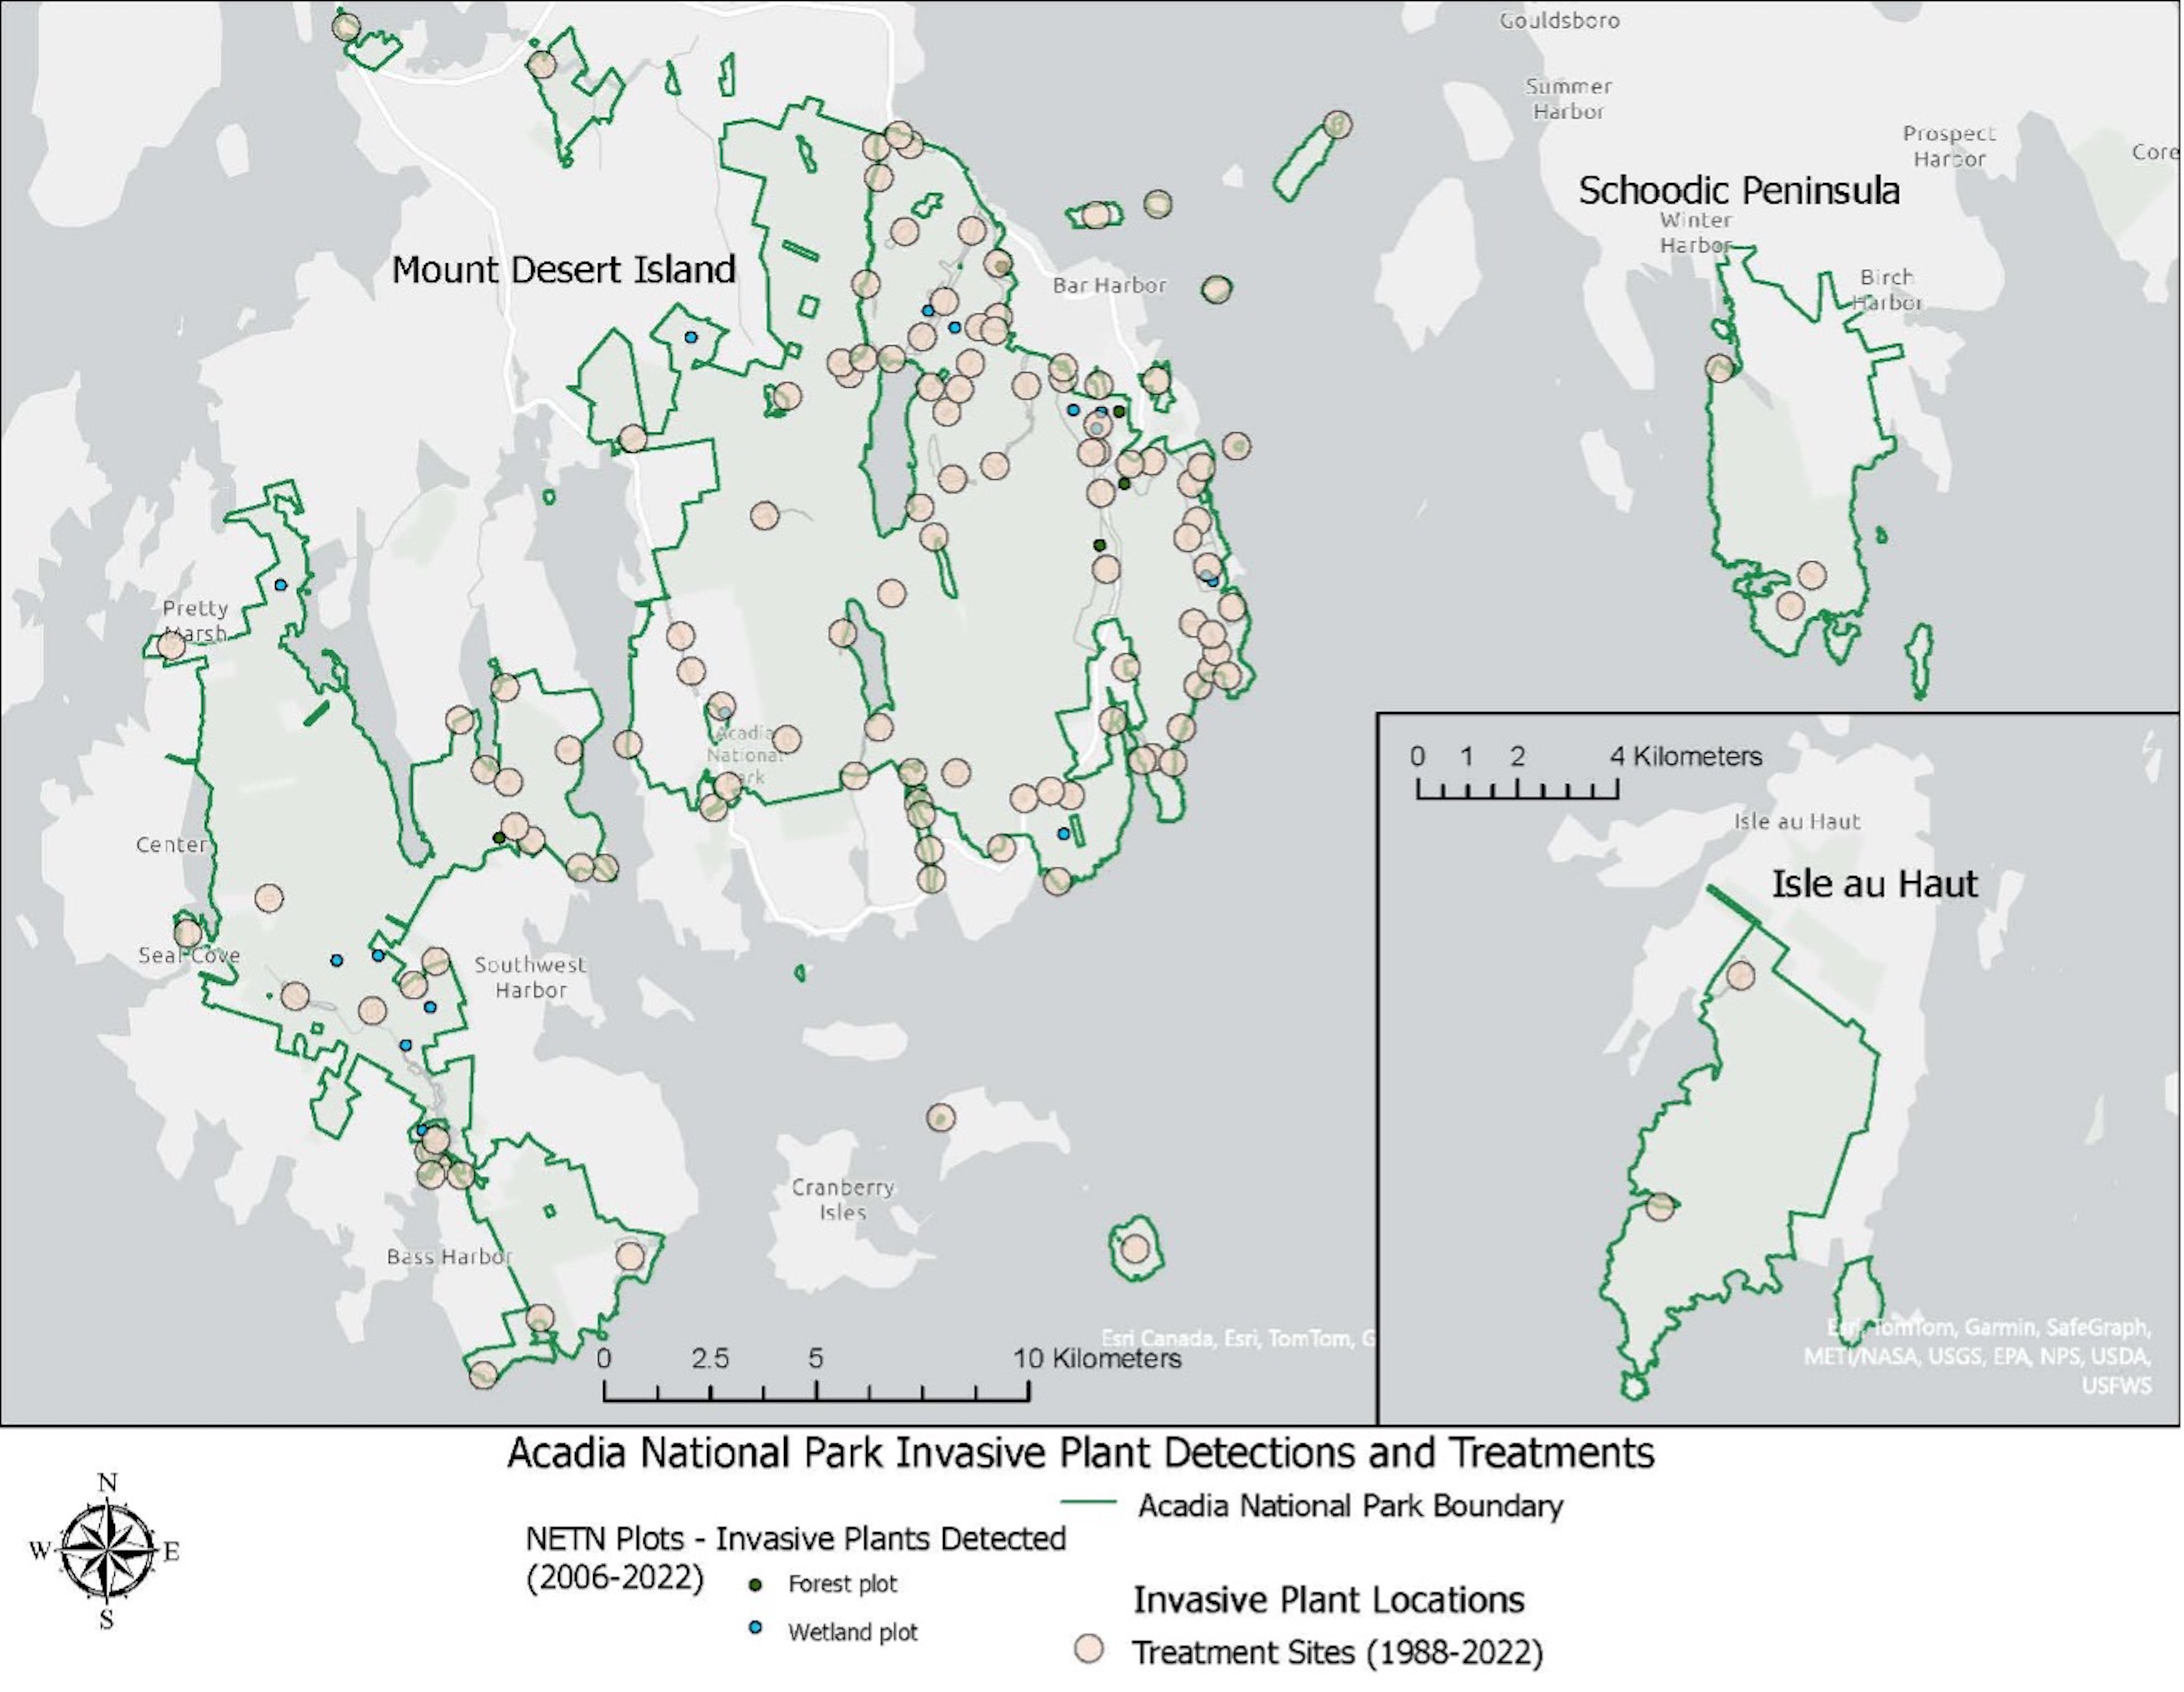 Gouldsboro
Summer
Harbor
Prospect
Harbor
Core
Schoodic Peninsula
Winter
Harbor
Birch
Harbor
Mount Desert Island
Bar Harbor
Pretty
Marsh
Acadia
National
Park
Center
Seal Cove
Southwest
Harbor
Cranberry
Isles
Bass Harbor
Esri Canada, Esri, TomTom, G
0 2.5 5 10 Kilometers
0 1 2 4 Kilometers
Isle au Haut
Isle au Haut
Esri, TomTom, Garmin, SafeGraph,
METI/NASA, USGS, EPA, NPS, USDA,
USFWS
Acadia National Park Invasive Plant Detections and Treatments
N
W E
S
Acadia National Park Boundary
NETN Plots - Invasive Plants Detected
(2006-2022)
Forest plot
Wetland plot
Invasive Plant Locations
Treatment Sites (1988-2022)